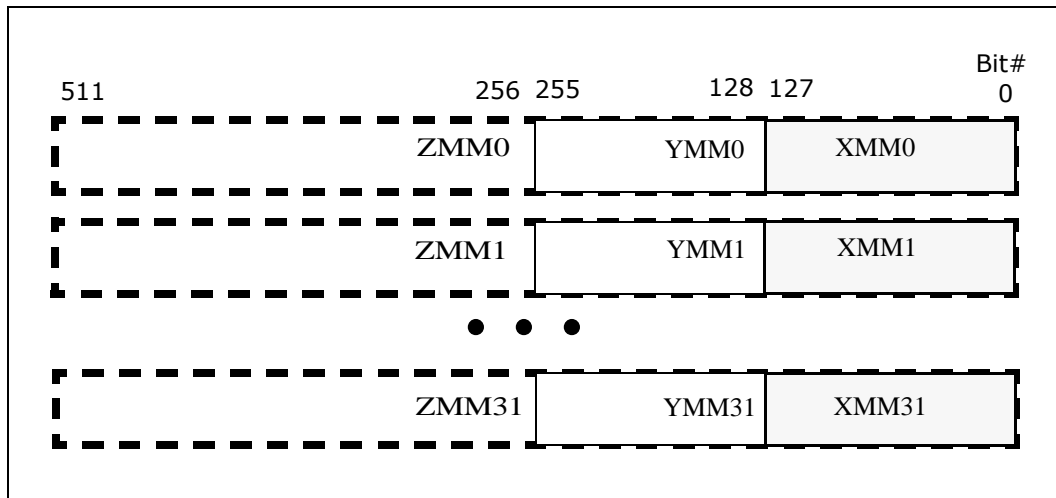 Bit#
511 256 255 128 127 0
ZMM0 YMM0 XMM0
ZMM1 YMM1 XMM1
• • •
ZMM31 YMM31 XMM31